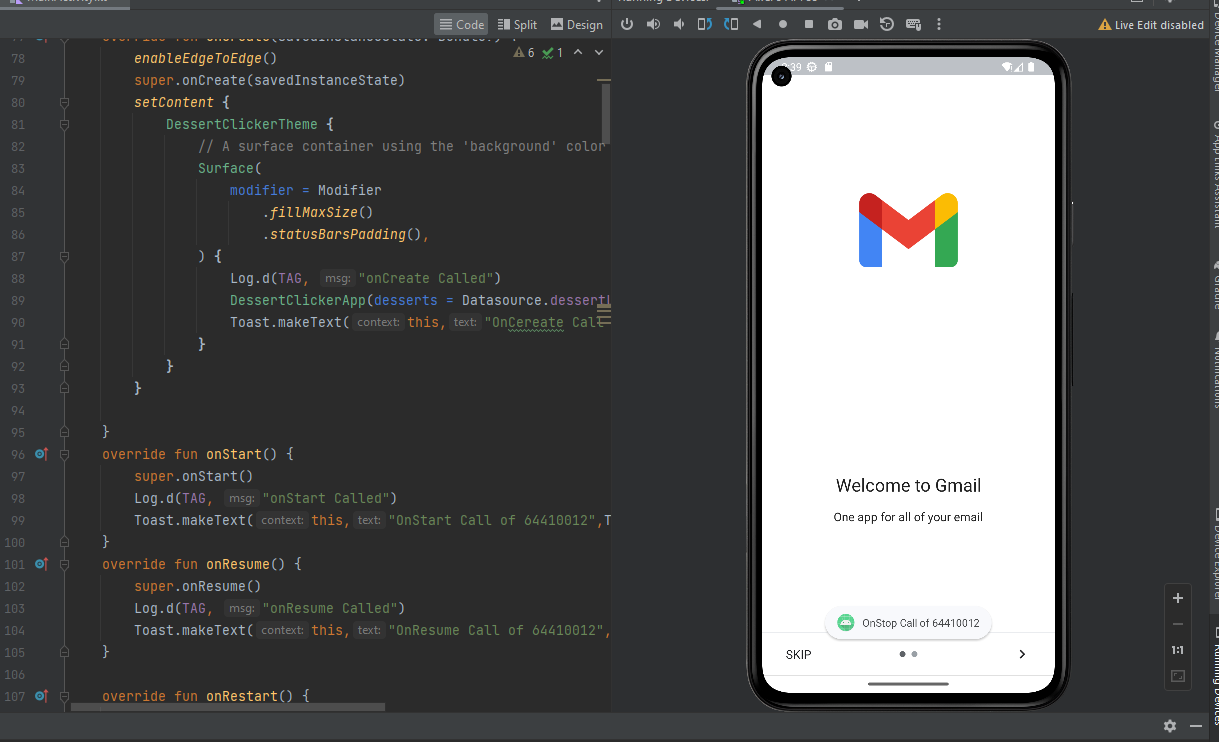 Code
Split
Design
Live Edit disabled
6
1
78 enableEdgeToEdge()
79 super.onCreate(savedInstanceState)
80 setContent {
81 DessertClickerTheme {
82 // A surface container using the 'background' color
83 Surface(
84 modifier = Modifier
85 .fillMaxSize()
86 .statusBarsPadding(),
87 ) {
88 Log.d(TAG, msg: "onCreate Called")
89 DessertClickerApp(desserts = Datasource.dessertL
90 Toast.makeText( context: this, text: "OnCereate Call
91 }
92 }
93 }
94
95 }
96 override fun onStart() {
97 super.onStart()
98 Log.d(TAG, msg: "onStart Called")
99 Toast.makeText( context: this, text: "OnStart Call of 64410012",T
100 }
101 override fun onResume() {
102 super.onResume()
103 Log.d(TAG, msg: "onResume Called")
104 Toast.makeText( context: this, text: "OnResume Call of 64410012",
105 }
106
107 override fun onRestart() {
:39
Welcome to Gmail
One app for all of your email
OnStop Call of 64410012
SKIP
1:1